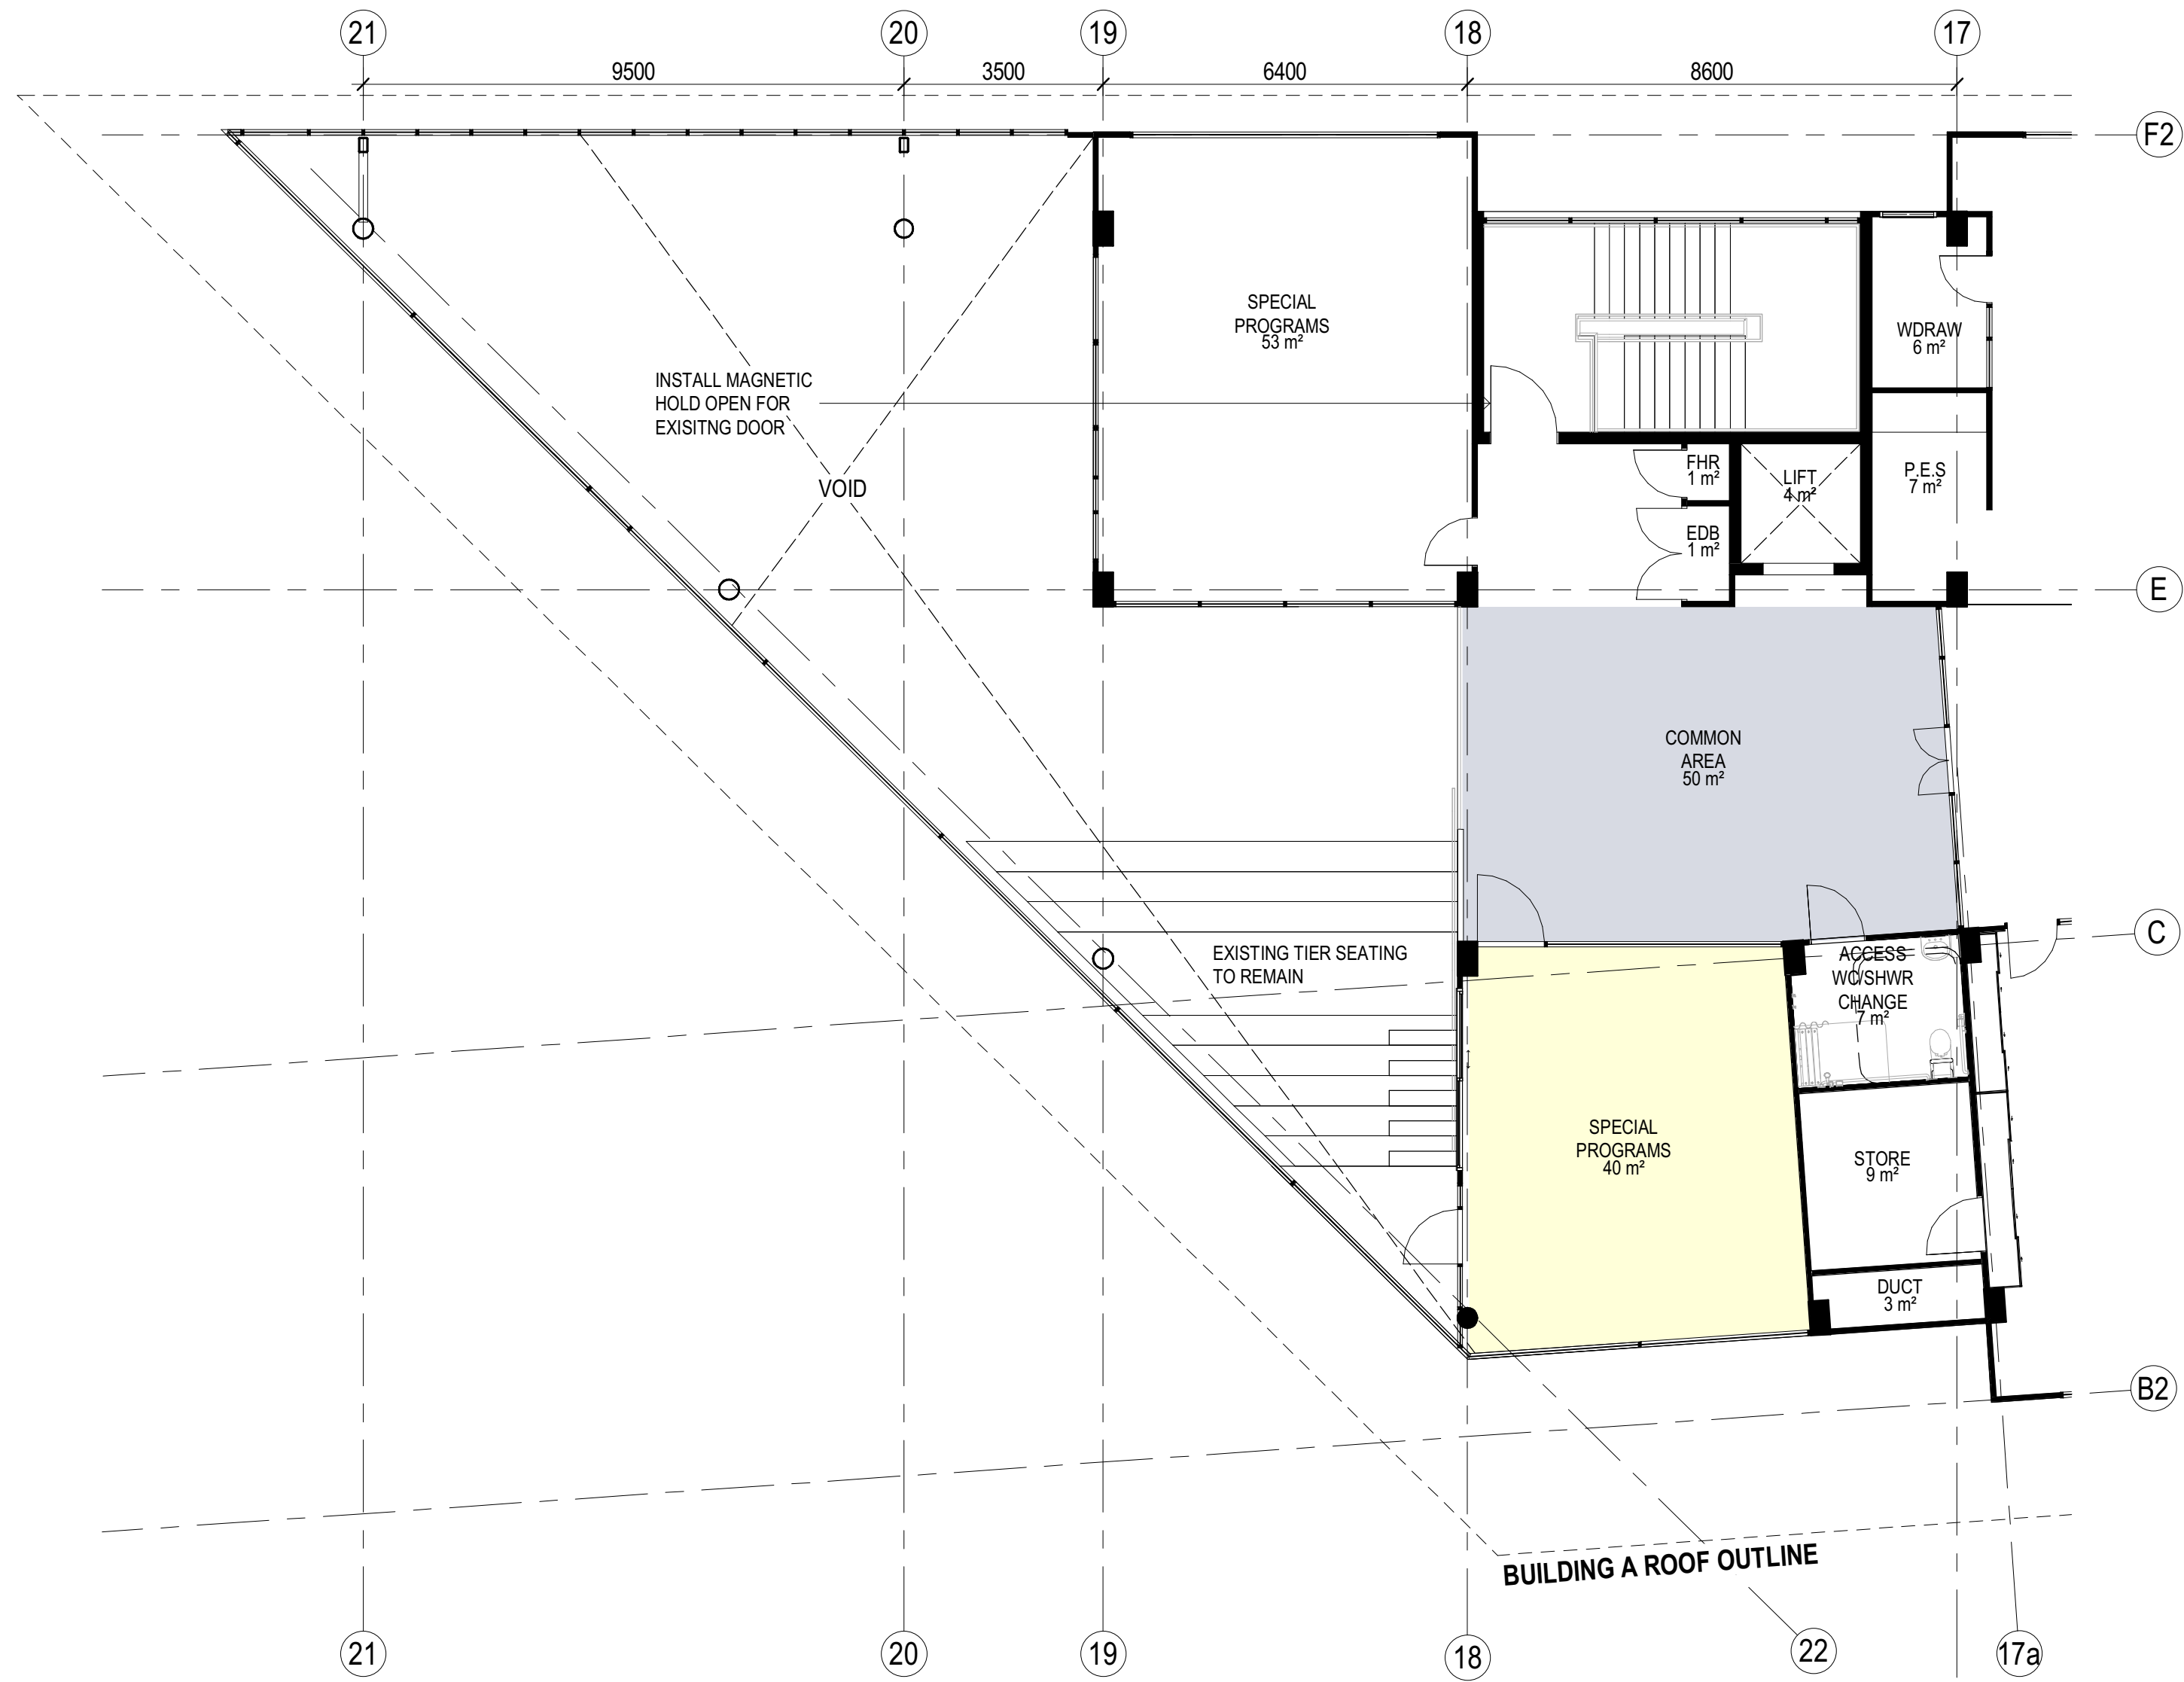 21
20
19
18
17
9500
3500
6400
8600
F2
SPECIAL
PROGRAMS
53 m²
WDRAW
6 m²
INSTALL MAGNETIC
HOLD OPEN FOR
EXISITNG DOOR
VOID
FHR
1 m²
LIFT
4 m²
P.E.S
7 m²
EDB
1 m²
E
COMMON
AREA
50 m²
C
EXISTING TIER SEATING
TO REMAIN
ACCESS
WC/SHWR
CHANGE
7 m²
SPECIAL
PROGRAMS
40 m²
STORE
9 m²
DUCT
3 m²
B2
BUILDING A ROOF OUTLINE
21
20
19
18
22
17a